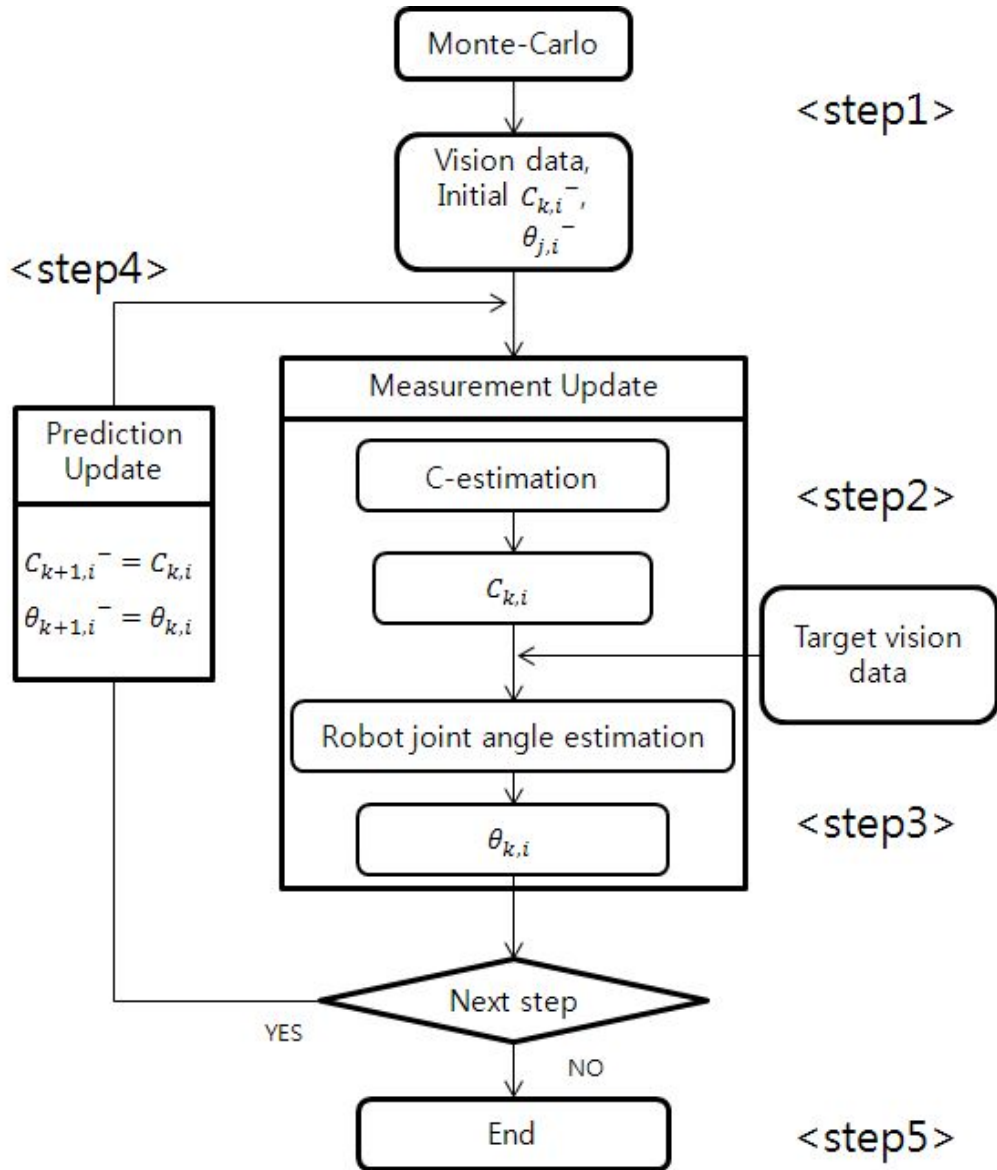 Monte-Carlo
<step1>
Vision data,
Initial C_{k,i}^−,
θ_{j,i}^−
<step4>
Measurement Update
Prediction
Update
C_{k+1,i}^− = C_{k,i}
θ_{k+1,i}^− = θ_{k,i}
C-estimation
<step2>
C_{k,i}
Target vision
data
Robot joint angle estimation
<step3>
θ_{k,i}
Next step
YES
NO
End
<step5>